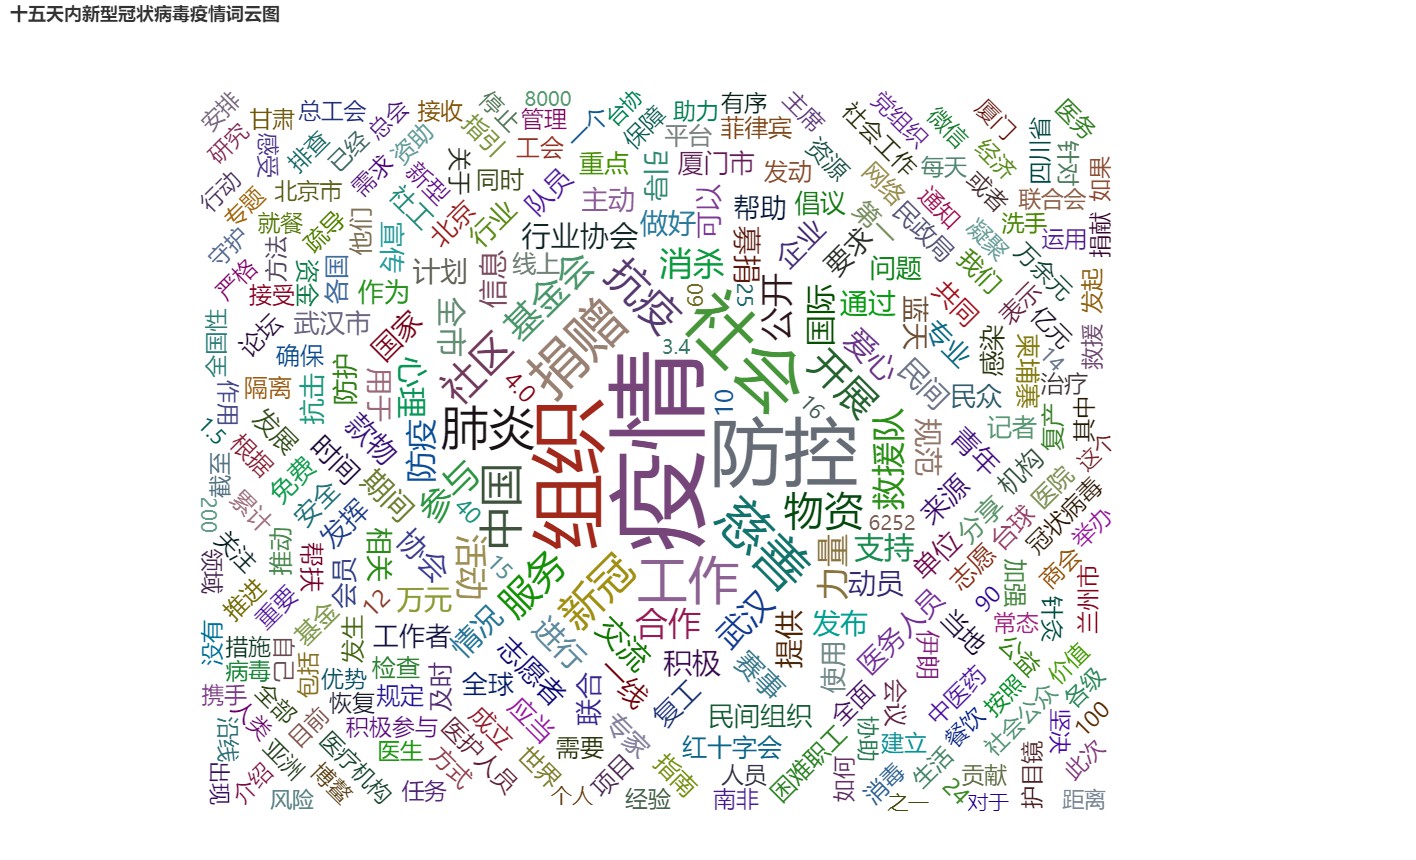 十五天内新型冠状病毒疫情词云图
安排
甘肃
总工会
总会
接收
停止
8000
管理
一个
台协
保障
助力
有序
主席
社会工作
党组织
微信
厦门
医务
研究
感受
排查
已经
资助
指引
工会
平台
菲律宾
资源
每天
经济
四川省
针对
如果
行动
专题
北京市
需求
新型
关于
同时
队员
重点
引导
厦门市
发动
网络
通知
或者
联合会
守护
就餐
疏导
他们
社工
北京
行业
主动
做好
可以
帮助
倡议
第一
民政局
凝聚
洗手
运用
捐献
严格
方法
资金
各国
宣传
计划
信息
线上
行业协会
消杀
募捐
企业
要求
问题
我们
万余元
发起
接受
作为
基金会
抗疫
60
25
公开
国际
通过
蓝天
共同
表示
亿元
救援
全国性
论坛
武汉市
国家
全市
捐赠
社会
3.4
爱心
专业
感染
柬埔寨
14
确保
隔离
抗击
防护
用于
心理
社区
4.0
10
16
开展
民间
民众
治疗
作用
1.5
发展
款物
防疫
肺炎
组织
疫情
防控
救援队
规范
青年
记者
复产
其中
这个
根据
免费
时间
期间
参与
40
中国
慈善
物资
6252
来源
分享
机构
医院
冠状病毒
举办
截至
200
累计
安全
发挥
关注
推动
帮扶
会员
相关
协会
活动
15
服务
新冠
工作
力量
支持
动员
单位
志愿
台球
加强
商会
兰州市
领域
推进
重要
基金
12
万元
情况
进行
交流
合作
武汉
提供
发布
医务人员
伊朗
当地
90
常态
针灸
没有
措施
病毒
自己
包括
发生
工作者
检查
优势
志愿者
一线
积极
赛事
使用
公益
价值
携手
全部
恢复
规定
及时
全球
联合
复工
民间组织
全面
会议
中医药
按照
各级
沿线
人类
目前
积极参与
成立
应当
专家
红十字会
协助
建立
餐饮
社会公众
状态
100
亚洲
医疗机构
医生
医护人员
需要
困难职工
生活
此次
出现
介绍
博鳌
方式
世界
项目
指南
人员
如何
消毒
贡献
护目镜
风险
任务
个人
经验
南非
之一
24
对于
距离